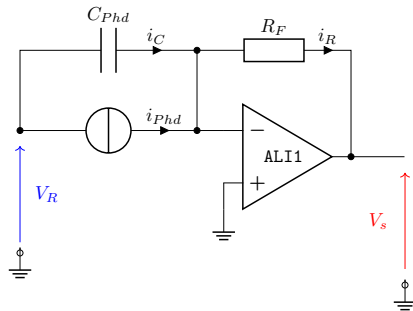 C_{Phd}
i_C
R_F
i_R
i_{Phd}
−
ALI1
+
V_R
V_s